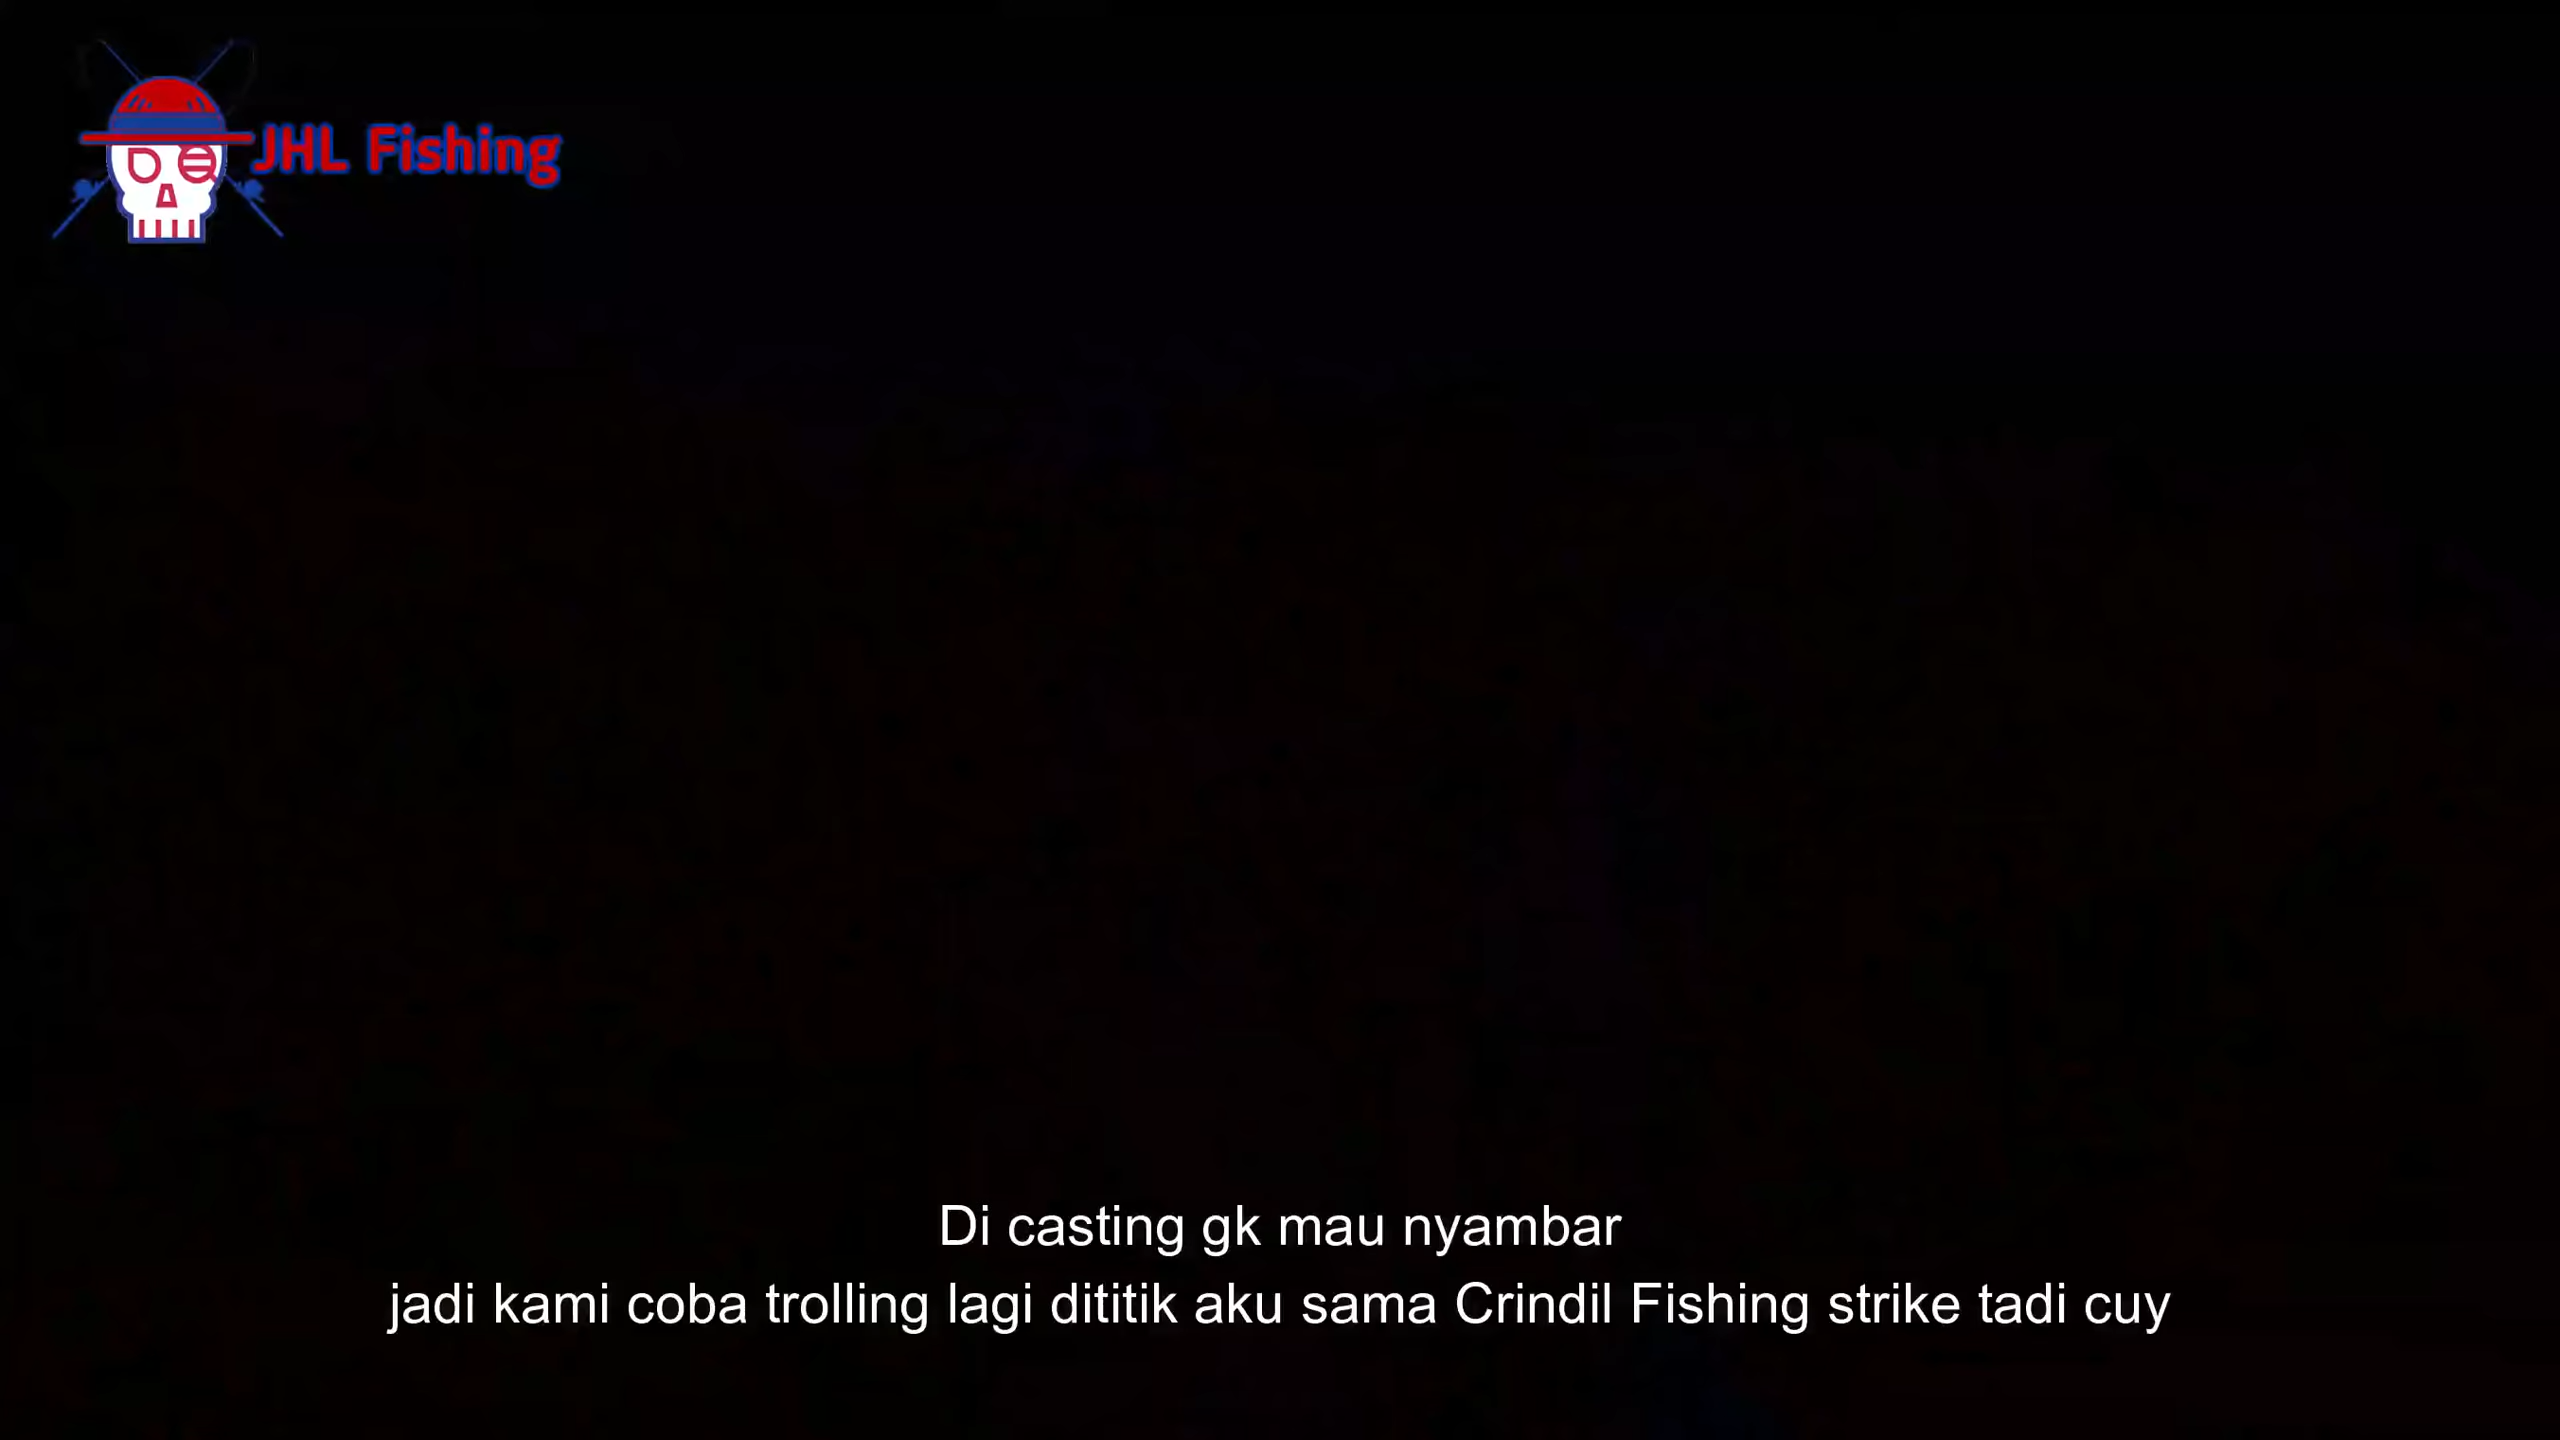 JHL Fishing
Di casting gk mau nyambar
jadi kami coba trolling lagi dititik aku sama Crindil Fishing strike tadi cuy